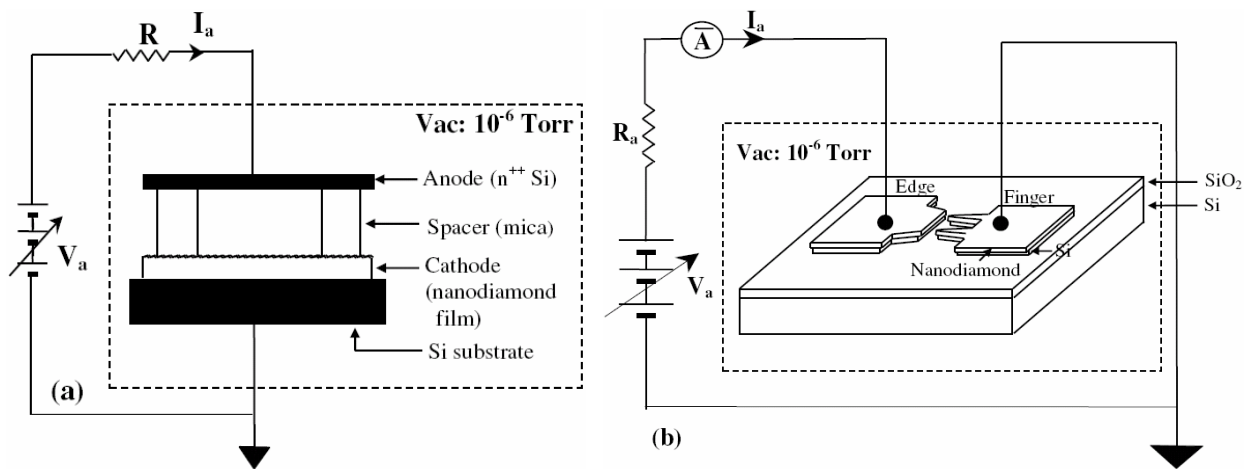 R
Iₐ
Vac: 10⁻⁶ Torr
Anode (n⁺⁺ Si)
Spacer (mica)
Cathode
(nanodiamond
film)
Si substrate
Vₐ
(a)
A
Iₐ
Rₐ
Vac: 10⁻⁶ Torr
Edge
Finger
SiO₂
Si
Si
Nanodiamond
Vₐ
(b)